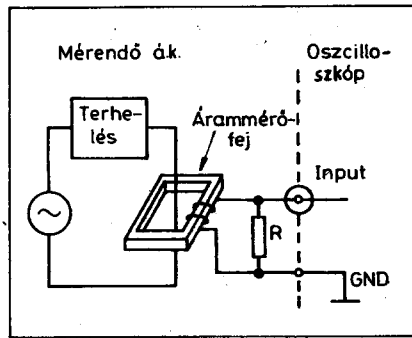 Mérendő á.k.
Oszcillo-
szkóp
Terhe-
lés
Árammérő-
fej
Input
R
GND